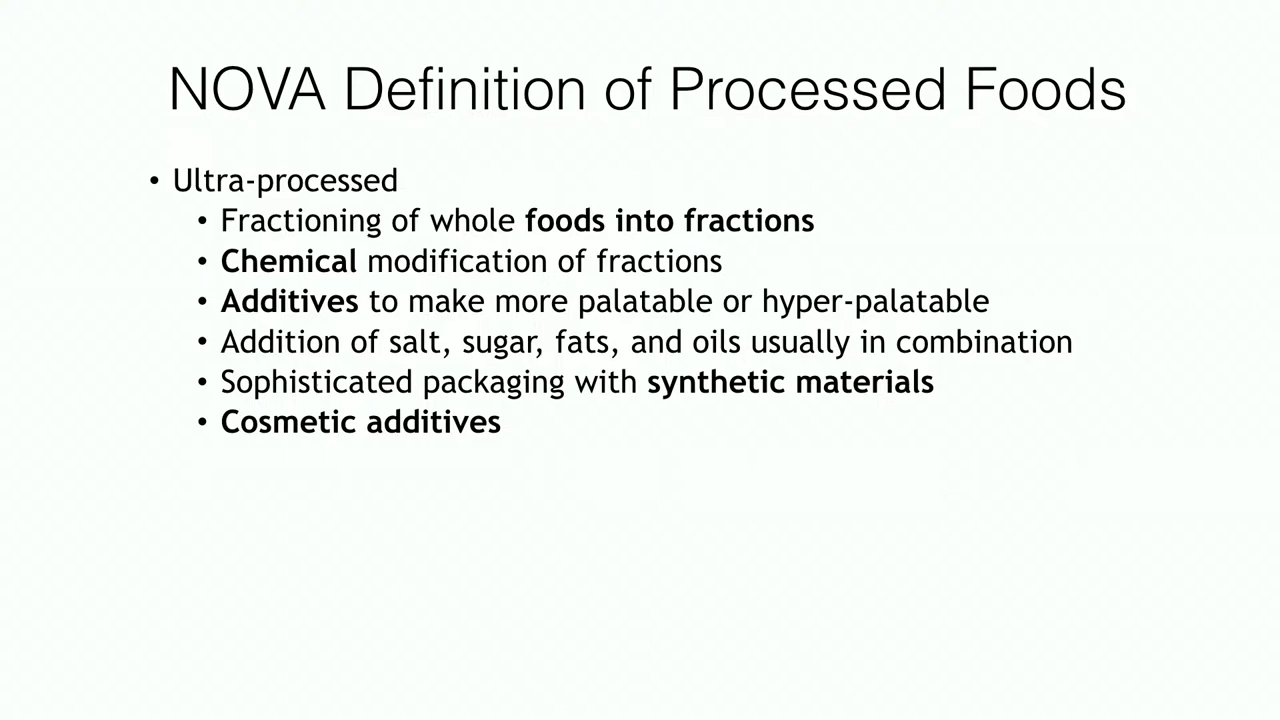 NOVA Definition of Processed Foods
• Ultra-processed
• Fractioning of whole foods into fractions
• Chemical modification of fractions
• Additives to make more palatable or hyper-palatable
• Addition of salt, sugar, fats, and oils usually in combination
• Sophisticated packaging with synthetic materials
• Cosmetic additives